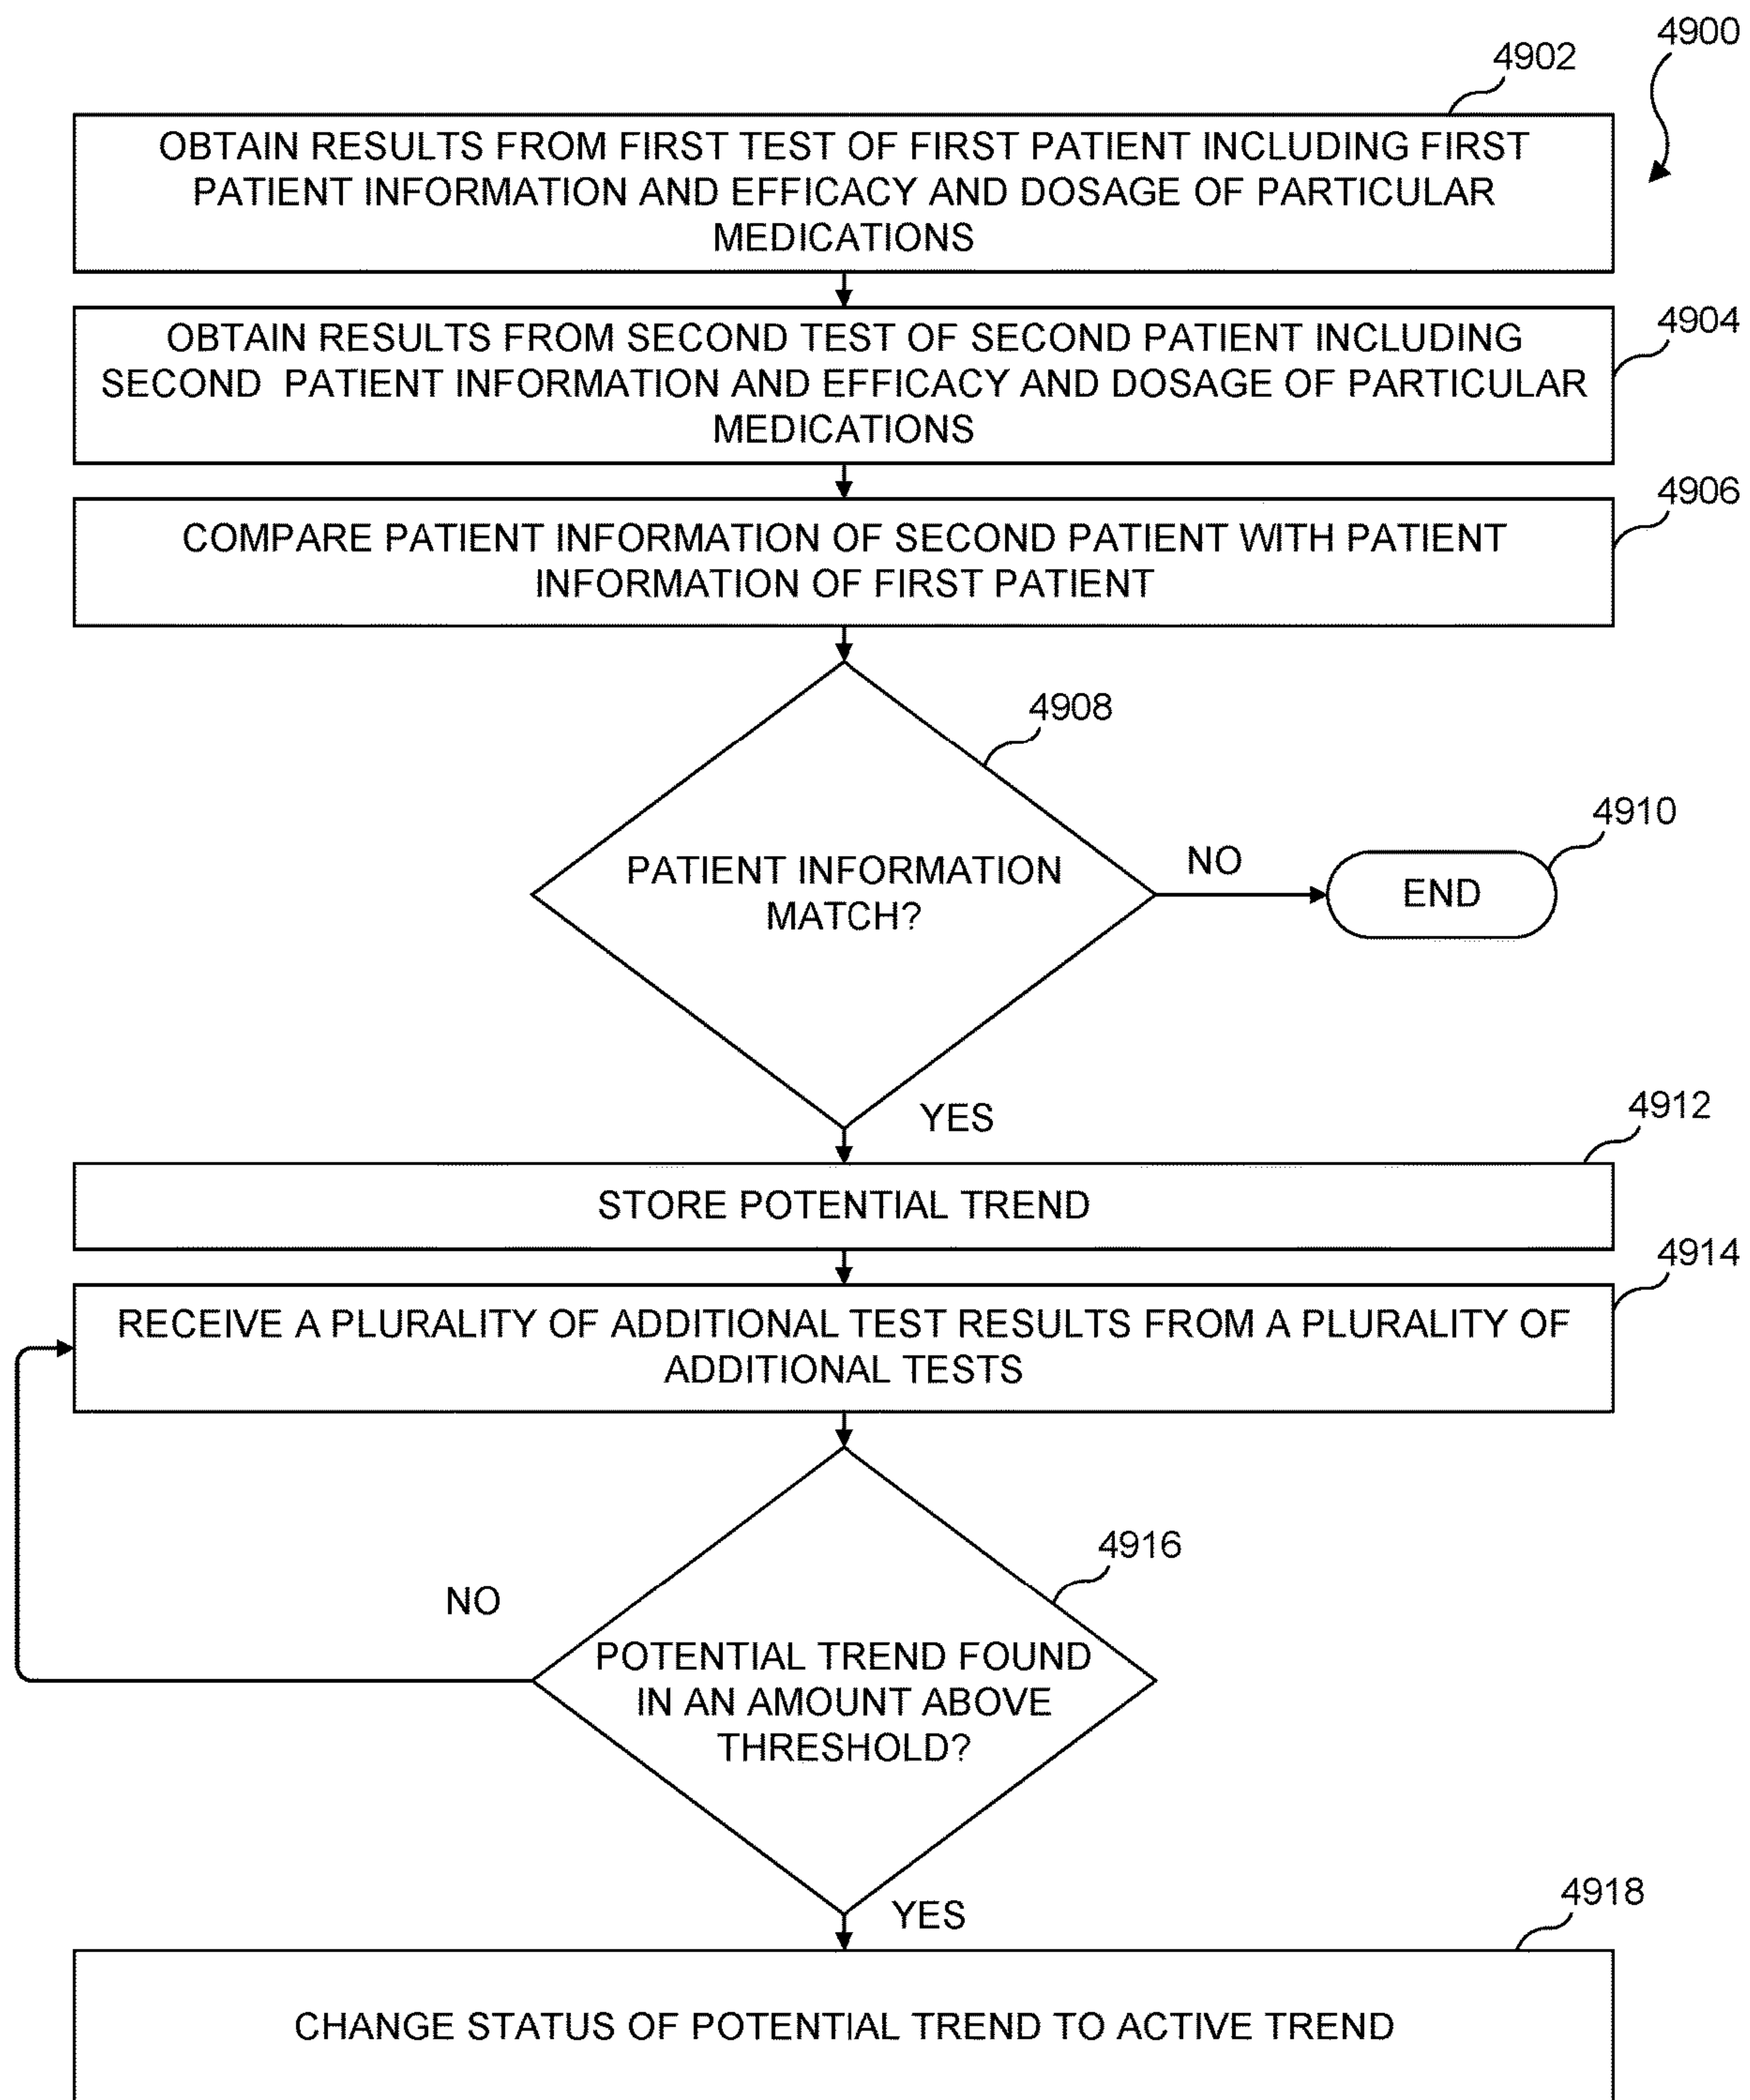 4900
4902
OBTAIN RESULTS FROM FIRST TEST OF FIRST PATIENT INCLUDING FIRST
PATIENT INFORMATION AND EFFICACY AND DOSAGE OF PARTICULAR
MEDICATIONS
4904
OBTAIN RESULTS FROM SECOND TEST OF SECOND PATIENT INCLUDING
SECOND PATIENT INFORMATION AND EFFICACY AND DOSAGE OF PARTICULAR
MEDICATIONS
4906
COMPARE PATIENT INFORMATION OF SECOND PATIENT WITH PATIENT
INFORMATION OF FIRST PATIENT
4908
PATIENT INFORMATION
MATCH?
NO
4910
END
YES
4912
STORE POTENTIAL TREND
4914
RECEIVE A PLURALITY OF ADDITIONAL TEST RESULTS FROM A PLURALITY OF
ADDITIONAL TESTS
4916
NO
POTENTIAL TREND FOUND
IN AN AMOUNT ABOVE
THRESHOLD?
YES
4918
CHANGE STATUS OF POTENTIAL TREND TO ACTIVE TREND